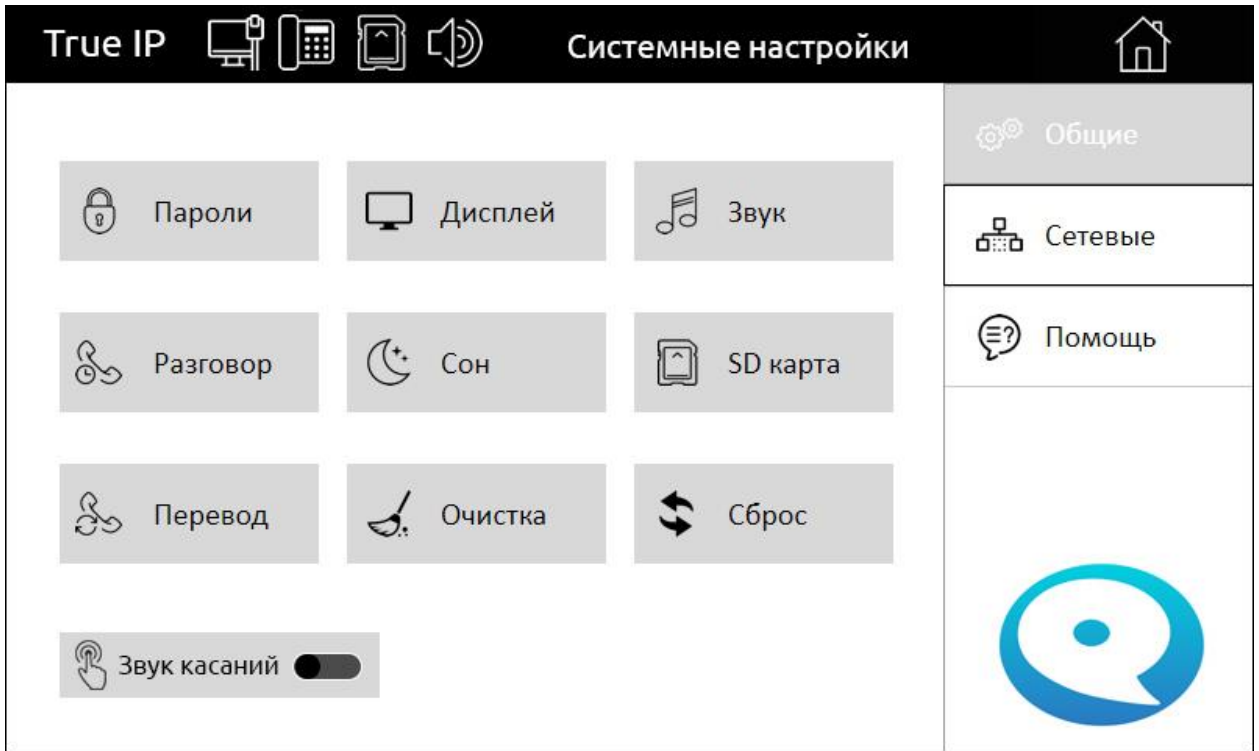 True IP Системные настройки
Общие
Пароли Дисплей Звук
Сетевые
Помощь
Разговор Сон SD карта
Перевод Очистка Сброс
Звук касаний